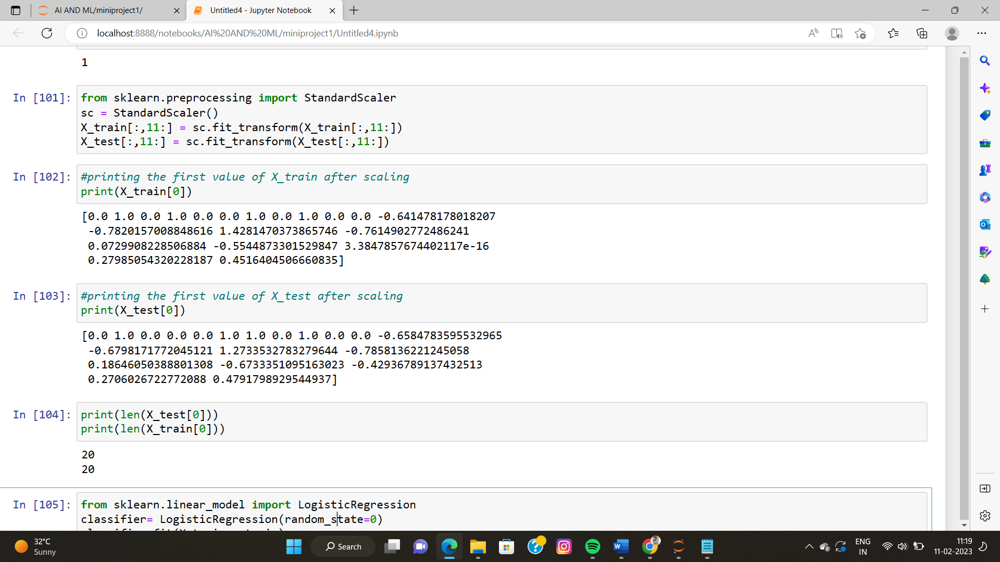 AI AND ML/miniproject1/
Untitled4 - Jupyter Notebook
localhost:8888/notebooks/AI%20AND%20ML/miniproject1/Untitled4.ipynb
1
In [101]:
from sklearn.preprocessing import StandardScaler
sc = StandardScaler()
X_train[:,11:] = sc.fit_transform(X_train[:,11:])
X_test[:,11:] = sc.fit_transform(X_test[:,11:])
In [102]:
#printing the first value of X_train after scaling
print(X_train[0])
[0.0 1.0 0.0 1.0 0.0 0.0 1.0 0.0 1.0 0.0 0.0 -0.641478178018207
-0.7820157008848616 1.4281470373865746 -0.7614902772486241
0.0729908228506884 -0.5544873301529847 3.3847857674402117e-16
0.27985054320228187 0.4516404506660835]
In [103]:
#printing the first value of X_test after scaling
print(X_test[0])
[0.0 1.0 0.0 0.0 0.0 1.0 1.0 0.0 1.0 0.0 0.0 -0.6584783595532965
-0.6798171772045121 1.2733532783279644 -0.7858136221245058
0.18646050388801308 -0.6733351095163023 -0.42936789137432513
0.2706026722772088 0.4791798929544937]
In [104]:
print(len(X_test[0]))
print(len(X_train[0]))
20
20
In [105]:
from sklearn.linear_model import LogisticRegression
classifier= LogisticRegression(random_state=0)
32°C
Sunny
Search
ENG
IN
11:19
11-02-2023